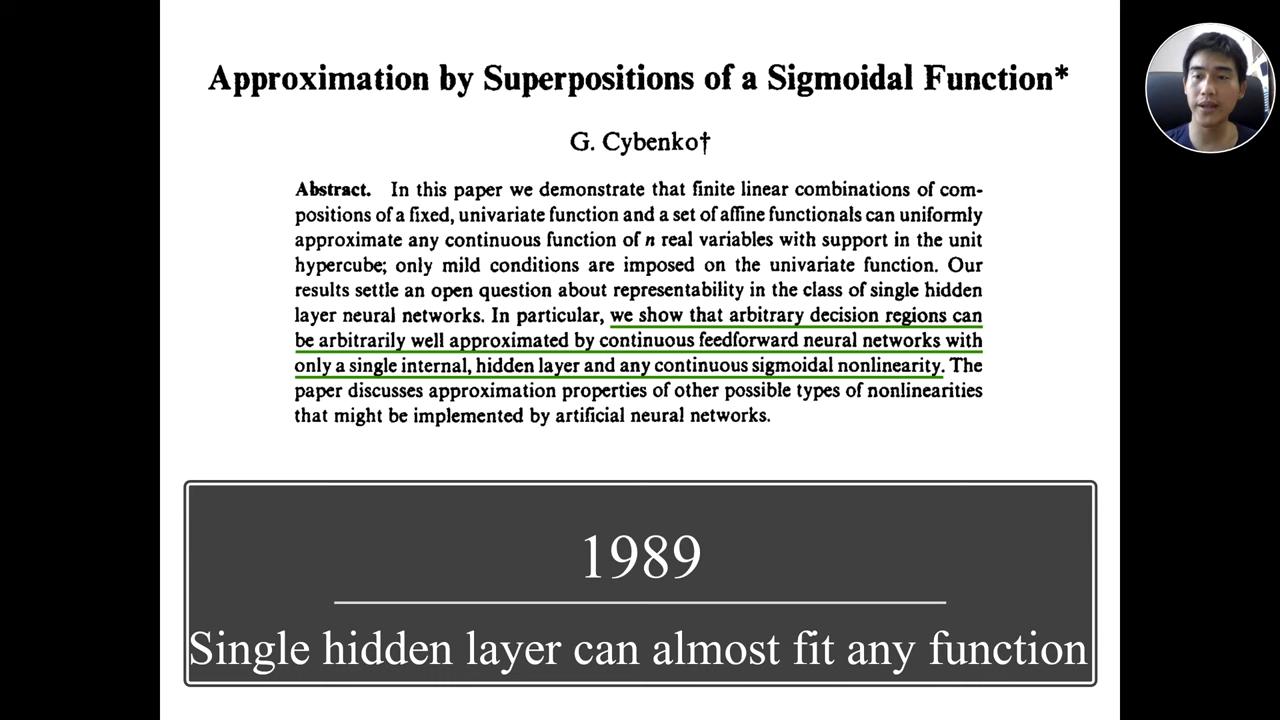 Approximation by Superpositions of a Sigmoidal Function*
G. Cybenko†
Abstract. In this paper we demonstrate that finite linear combinations of com-
positions of a fixed, univariate function and a set of affine functionals can uniformly
approximate any continuous function of n real variables with support in the unit
hypercube; only mild conditions are imposed on the univariate function. Our
results settle an open question about representability in the class of single hidden
layer neural networks. In particular, we show that arbitrary decision regions can
be arbitrarily well approximated by continuous feedforward neural networks with
only a single internal, hidden layer and any continuous sigmoidal nonlinearity. The
paper discusses approximation properties of other possible types of nonlinearities
that might be implemented by artificial neural networks.
1989
Single hidden layer can almost fit any function